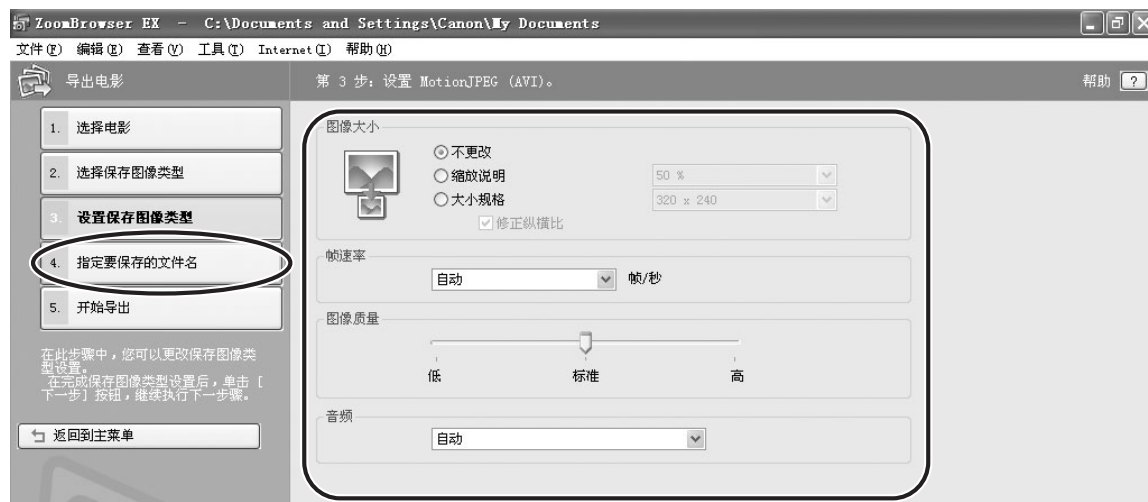 ZoomBrowser EX - C:\Documents and Settings\Canon\My Documents
文件(F) 编辑(E) 查看(V) 工具(T) Internet(I) 帮助(H)
导出电影
第 3 步: 设置 MotionJPEG (AVI)。
帮助 ?
1. 选择电影
2. 选择保存图像类型
3. 设置保存图像类型
4. 指定要保存的文件名
5. 开始导出
在此步骤中,您可以更改保存图像类
型设置。
在完成保存图像类型设置后,单击 [
下一步] 按钮,继续执行下一步骤。
返回到主菜单
图像大小
不更改
缩放说明 50 %
大小规格 320 x 240
修正纵横比
帧速率
自动 帧/秒
图像质量
低 标准 高
音频
自动